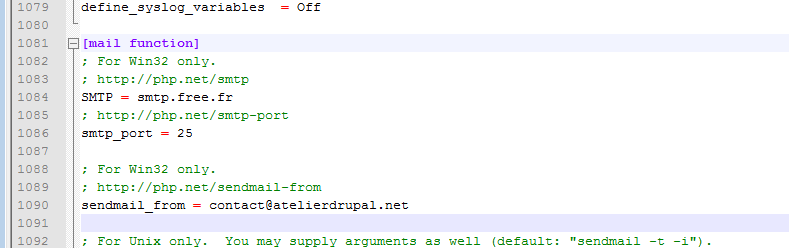 1079 define_syslog_variables  = Off
1080
1081 [mail function]
1082 ; For Win32 only.
1083 ; http://php.net/smtp
1084 SMTP = smtp.free.fr
1085 ; http://php.net/smtp-port
1086 smtp_port = 25
1087
1088 ; For Win32 only.
1089 ; http://php.net/sendmail-from
1090 sendmail_from = contact@atelierdrupal.net
1091
1092 ; For Unix only.  You may supply arguments as well (default: "sendmail -t -i").